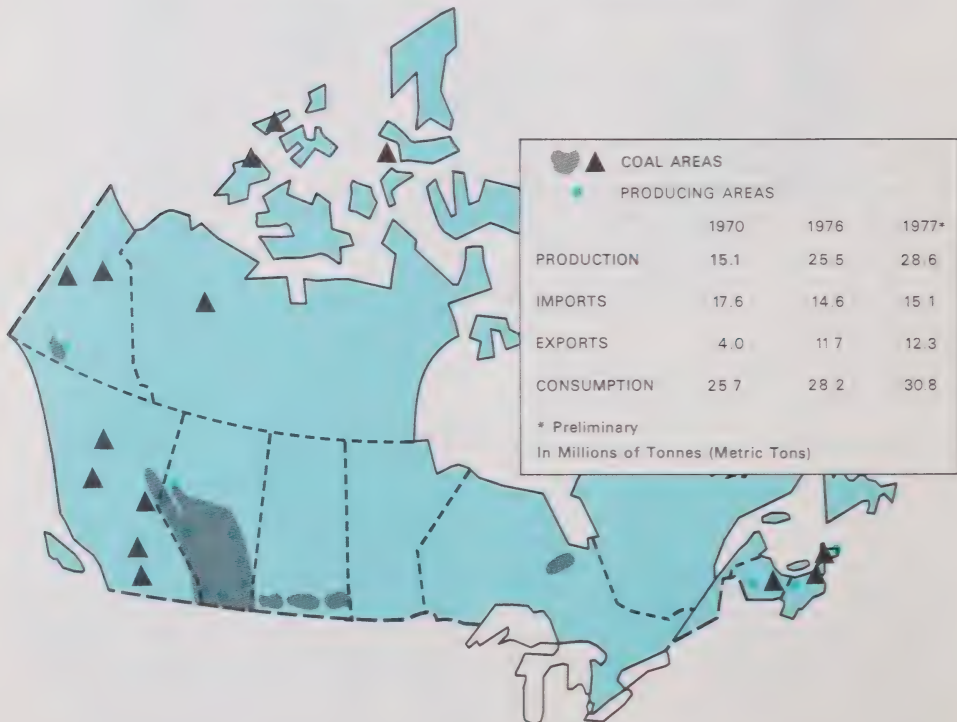 COAL AREAS
PRODUCING AREAS
1970 1976 1977*
PRODUCTION 15.1 25.5 28.6
IMPORTS 17.6 14.6 15.1
EXPORTS 4.0 11.7 12.3
CONSUMPTION 25.7 28.2 30.8
* Preliminary
In Millions of Tonnes (Metric Tons)